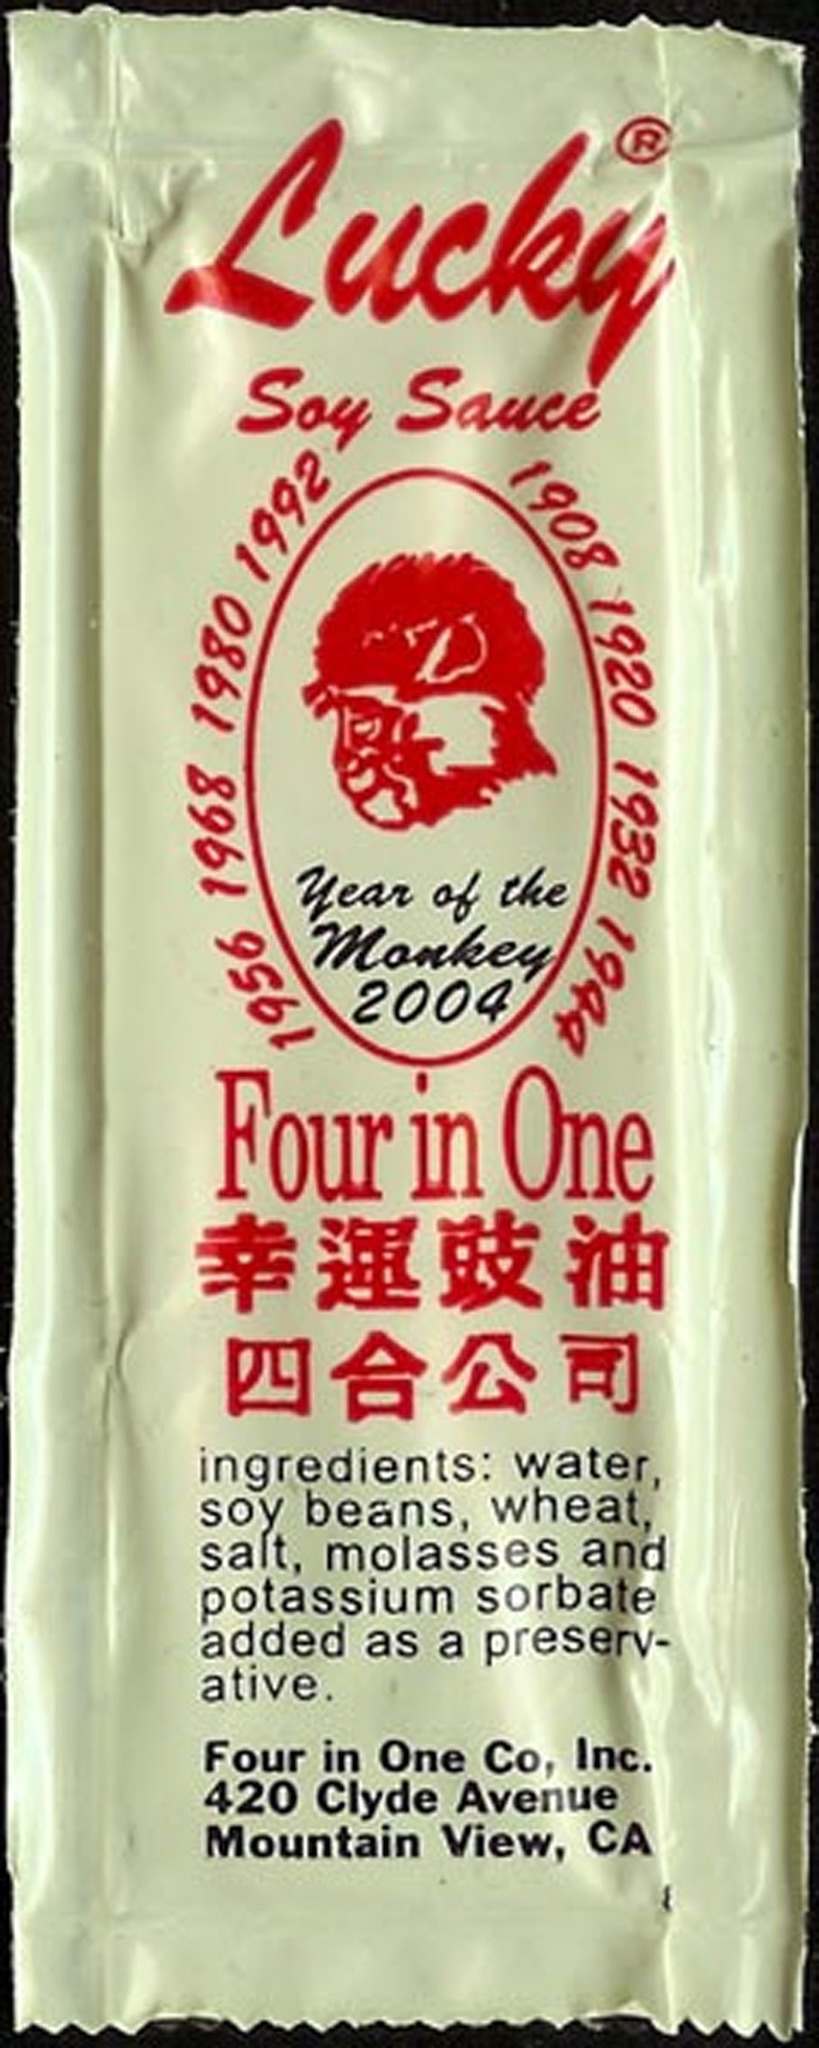 Lucky®
Soy Sauce
1908 1920 1932 1944
1956 1968 1980 1992
Year of the
Monkey
2004
Four in One
幸運豉油
四合公司
ingredients: water,
soy beans, wheat,
salt, molasses and
potassium sorbate
added as a preserv-
ative.
Four in One Co, Inc.
420 Clyde Avenue
Mountain View, CA